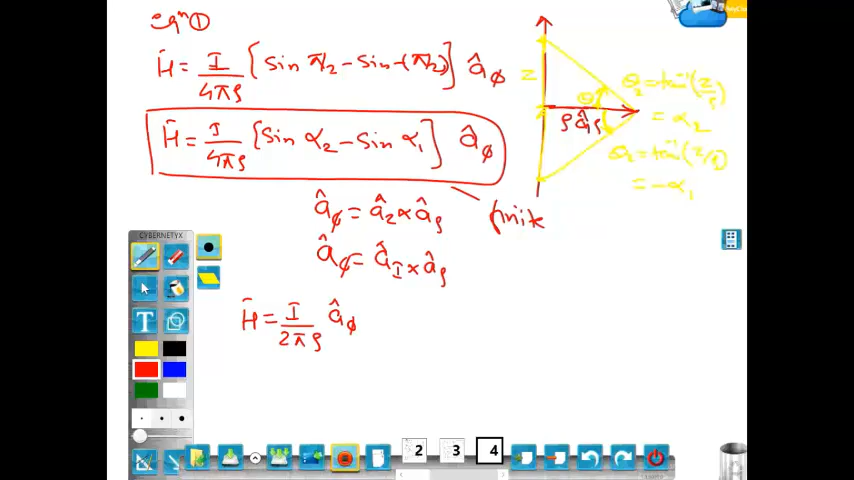 eqⁿ ①
H̄ = I/4πρ [Sin π/2 - Sin-(π/2)] â_φ
H̄ = I/4πρ [Sin α₂ - Sin α₁] â_φ
finite
â_φ = â_z × â_ρ
â_φ = â_I × â_ρ
H̄ = I/2πρ â_φ
z
θ
ρ â_ρ
θ₂ = tan⁻¹(z/ρ)
= α₂
θ₂ = tan⁻¹(z/ρ)
= -α₁
CYBERNETYX
T
2
3
4